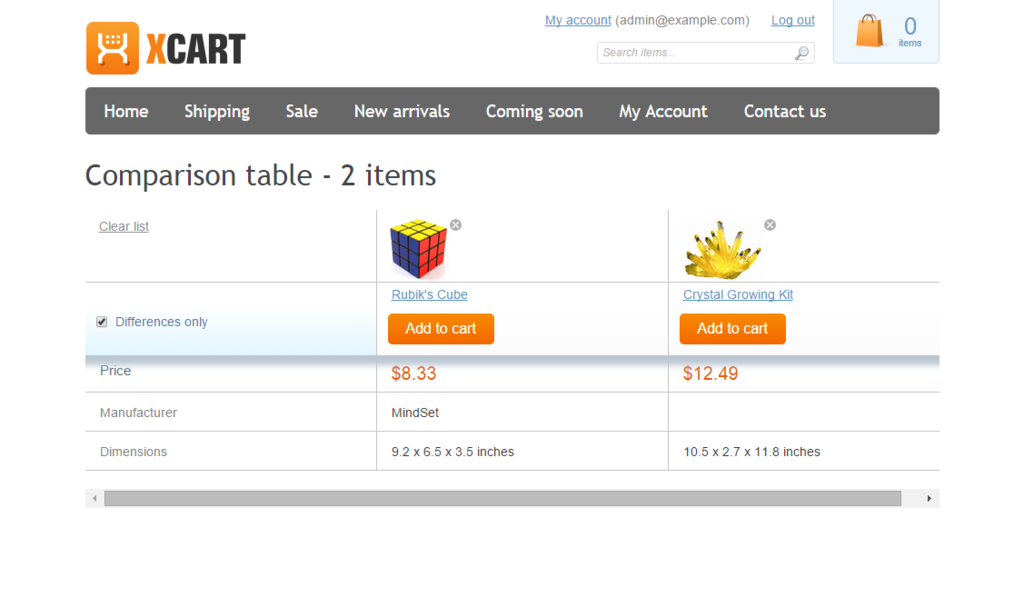 My account (admin@example.com) Log out
0
items
XCART
Search items...
Home Shipping Sale New arrivals Coming soon My Account Contact us
Comparison table - 2 items
Clear list
Rubik's Cube Crystal Growing Kit
Differences only Add to cart Add to cart
Price $8.33 $12.49
Manufacturer MindSet
Dimensions 9.2 x 6.5 x 3.5 inches 10.5 x 2.7 x 11.8 inches